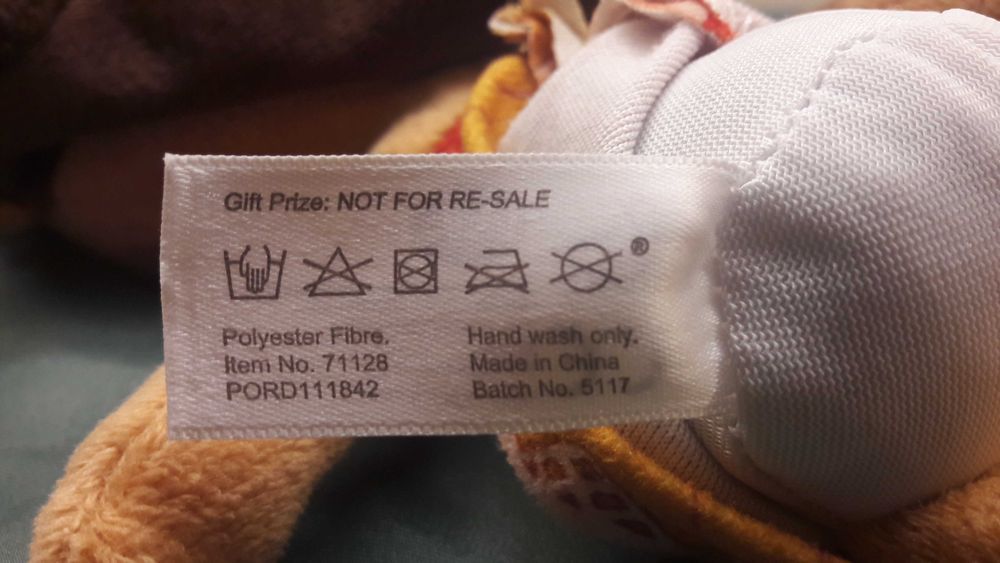 Gift Prize: NOT FOR RE-SALE
®
Polyester Fibre.
Item No. 71128
PORD111842
Hand wash only.
Made in China
Batch No. 5117